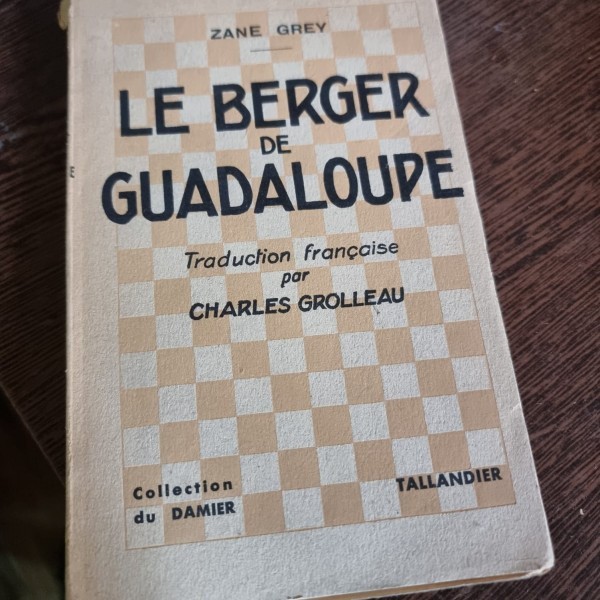 ZANE GREY
LE BERGER
DE
GUADALOUPE
Traduction française
par
CHARLES GROLLEAU
Collection
du DAMIER
TALLANDIER